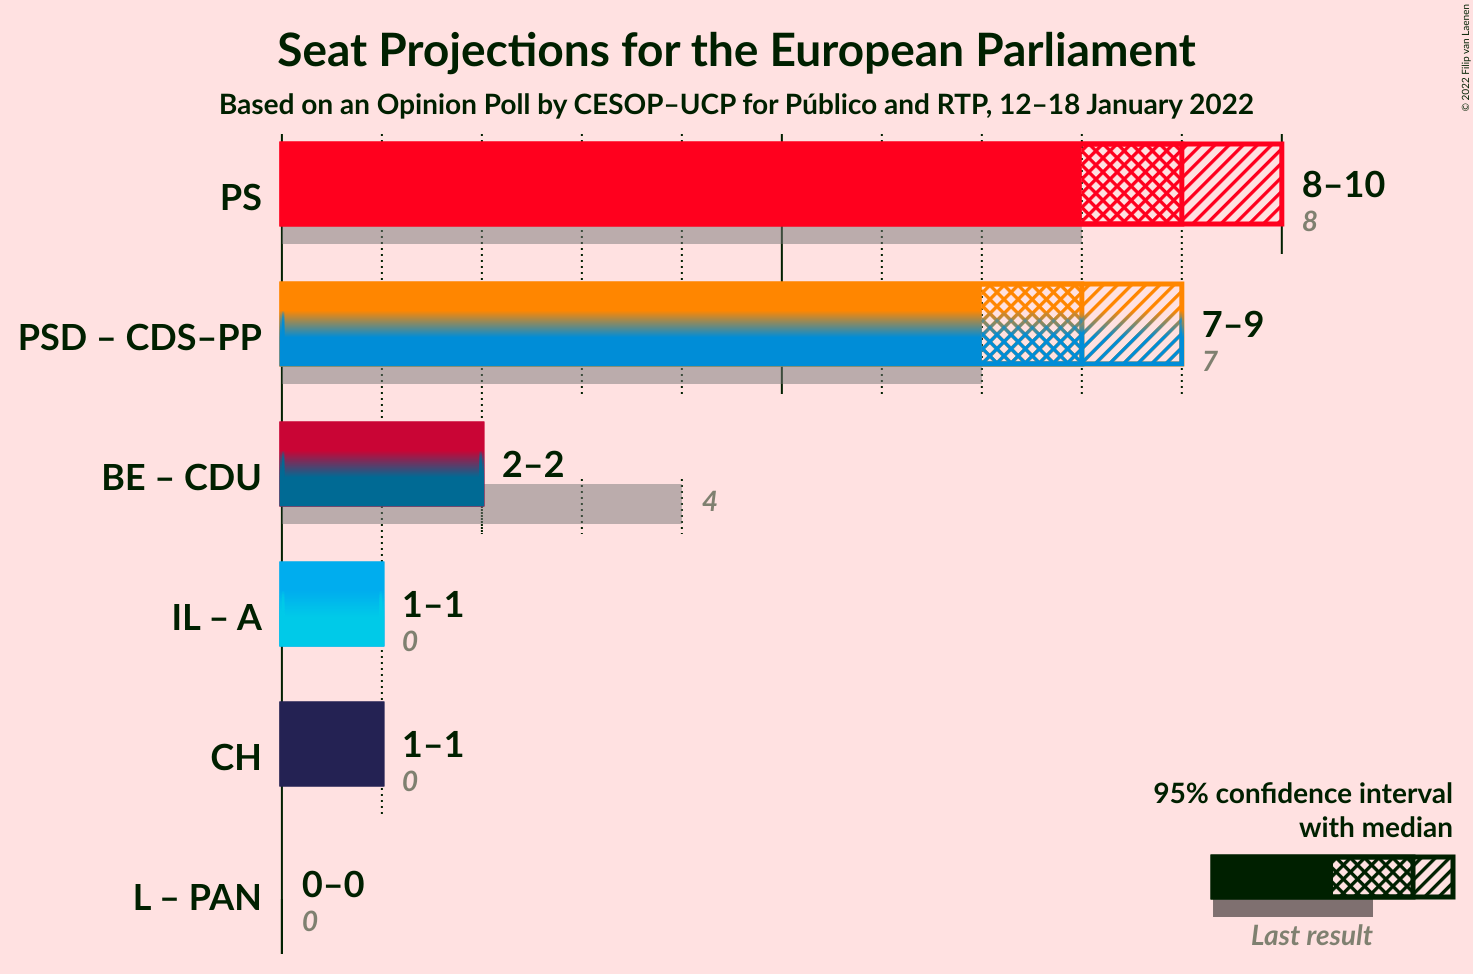 Seat Projections for the European Parliament
Based on an Opinion Poll by CESOP–UCP for Público and RTP, 12–18 January 2022
© 2022 Filip van Laenen
PS
8–10
8
PSD – CDS–PP
7–9
7
BE – CDU
2–2
4
IL – A
1–1
0
CH
1–1
0
L – PAN
0–0
0
95% confidence interval
with median
Last result